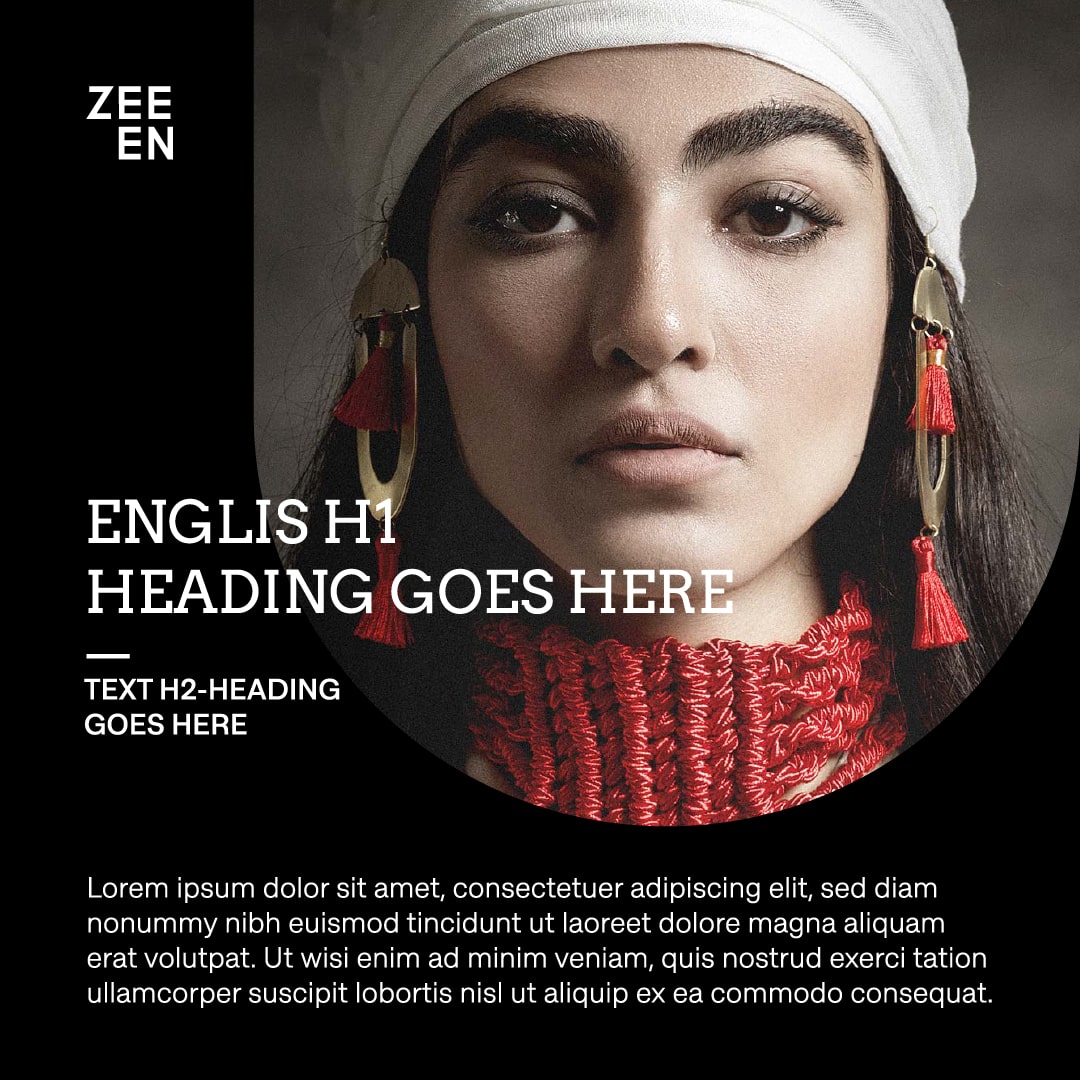 ZEE
EN
ENGLIS H1
HEADING GOES HERE
TEXT H2-HEADING
GOES HERE
Lorem ipsum dolor sit amet, consectetuer adipiscing elit, sed diam
nonummy nibh euismod tincidunt ut laoreet dolore magna aliquam
erat volutpat. Ut wisi enim ad minim veniam, quis nostrud exerci tation
ullamcorper suscipit lobortis nisl ut aliquip ex ea commodo consequat.